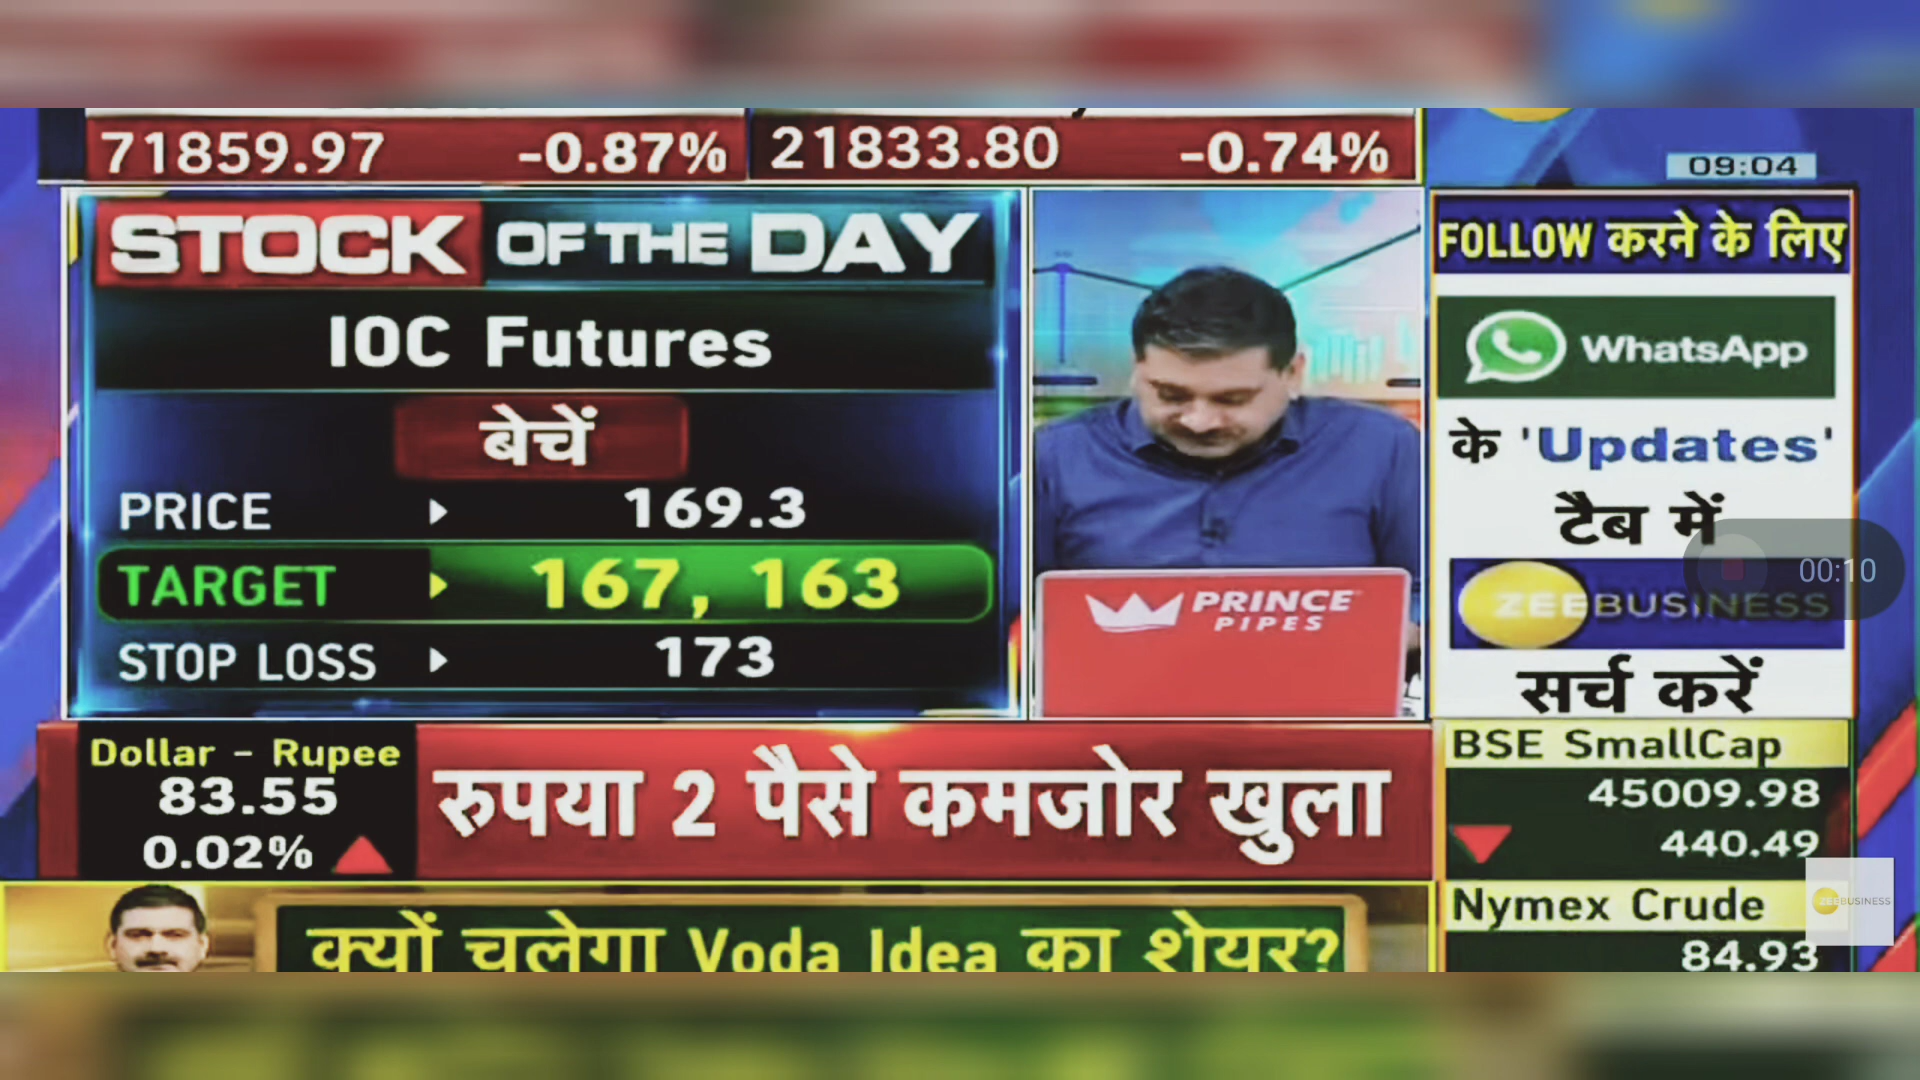 71859.97 -0.87% 21833.80 -0.74%
09:04
STOCK OF THE DAY
IOC Futures
बेचें
PRICE 169.3
TARGET 167, 163
STOP LOSS 173
PRINCE
PIPES
FOLLOW करने के लिए
WhatsApp
के 'Updates'
टैब में
00:10
ZEEBUSINESS
सर्च करें
Dollar - Rupee
83.55
0.02%
रुपया 2 पैसे कमजोर खुला
BSE SmallCap
45009.98
440.49
Nymex Crude
84.93
ZEEBUSINESS
क्यों चलेगा Voda Idea का शेयर?